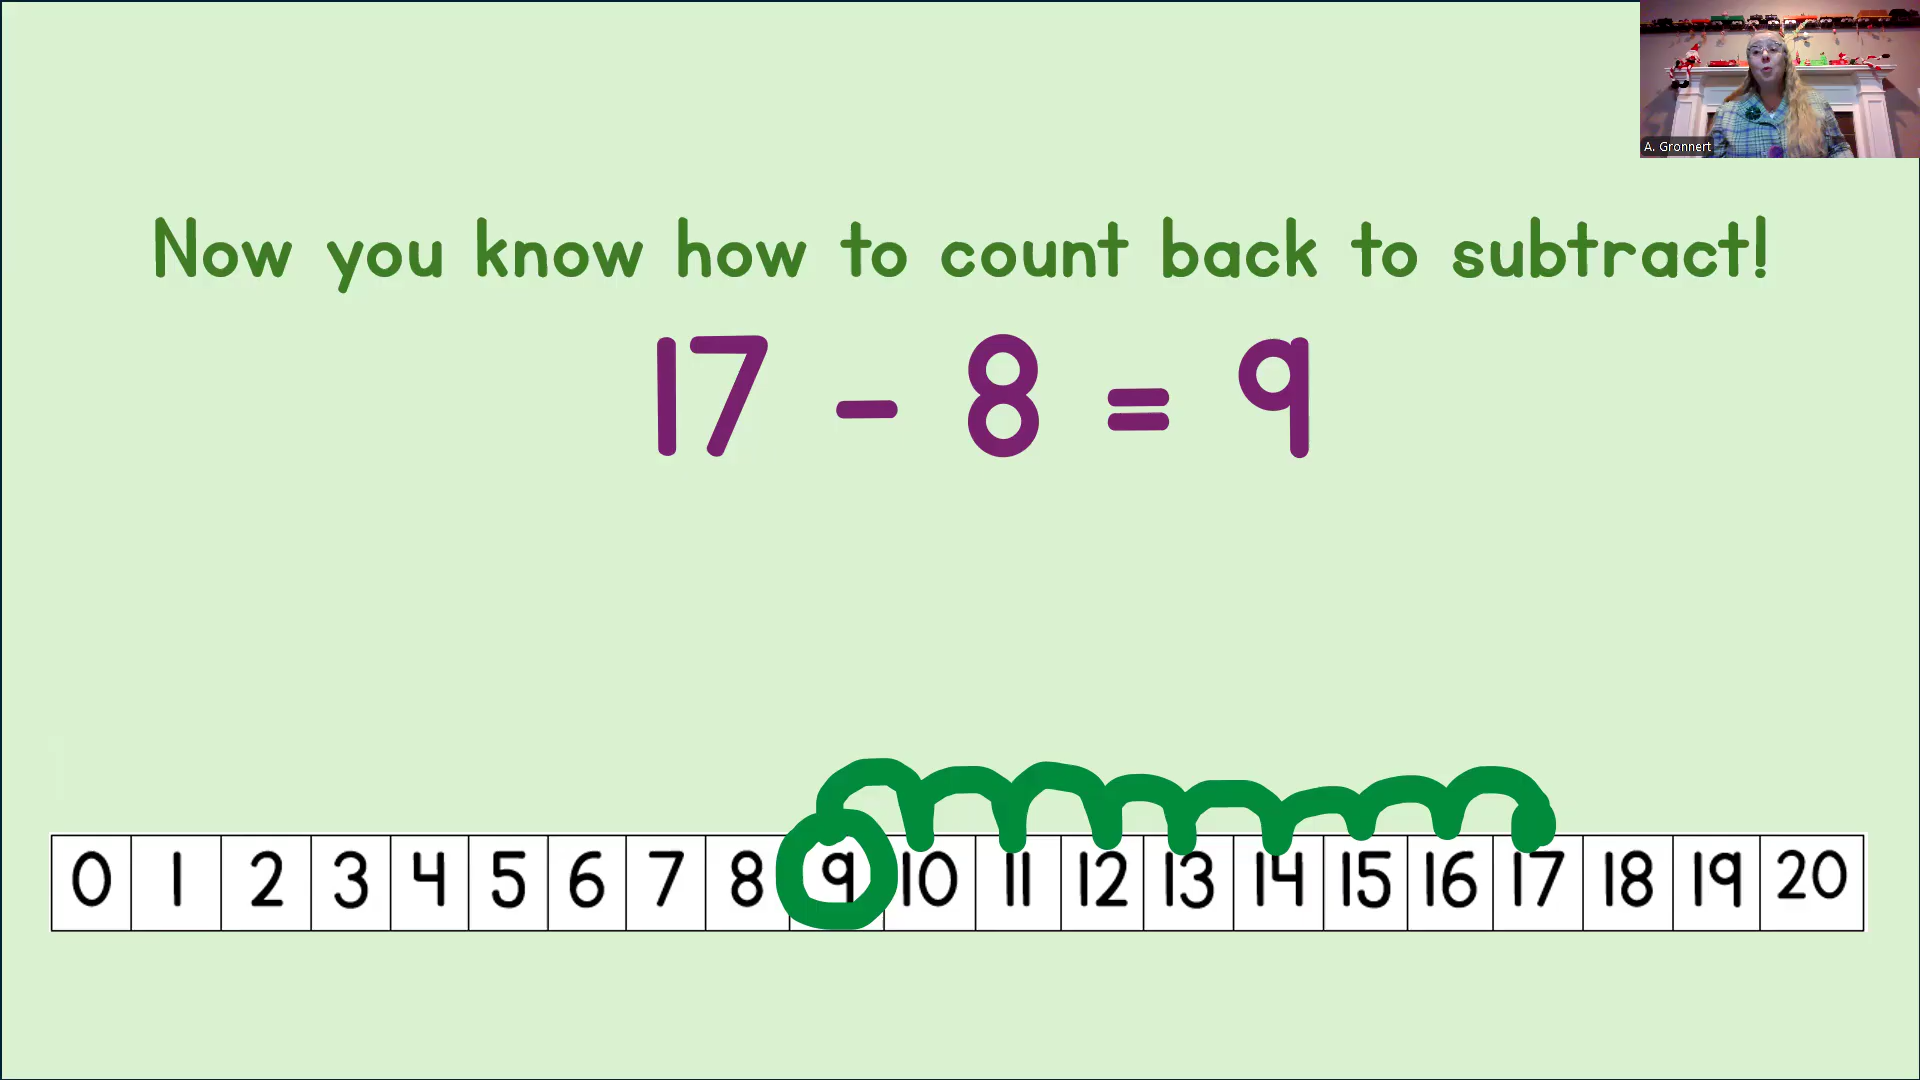 A. Gronnert
Now you know how to count back to subtract!
17 - 8 = 9
0 1 2 3 4 5 6 7 8 9 10 11 12 13 14 15 16 17 18 19 20